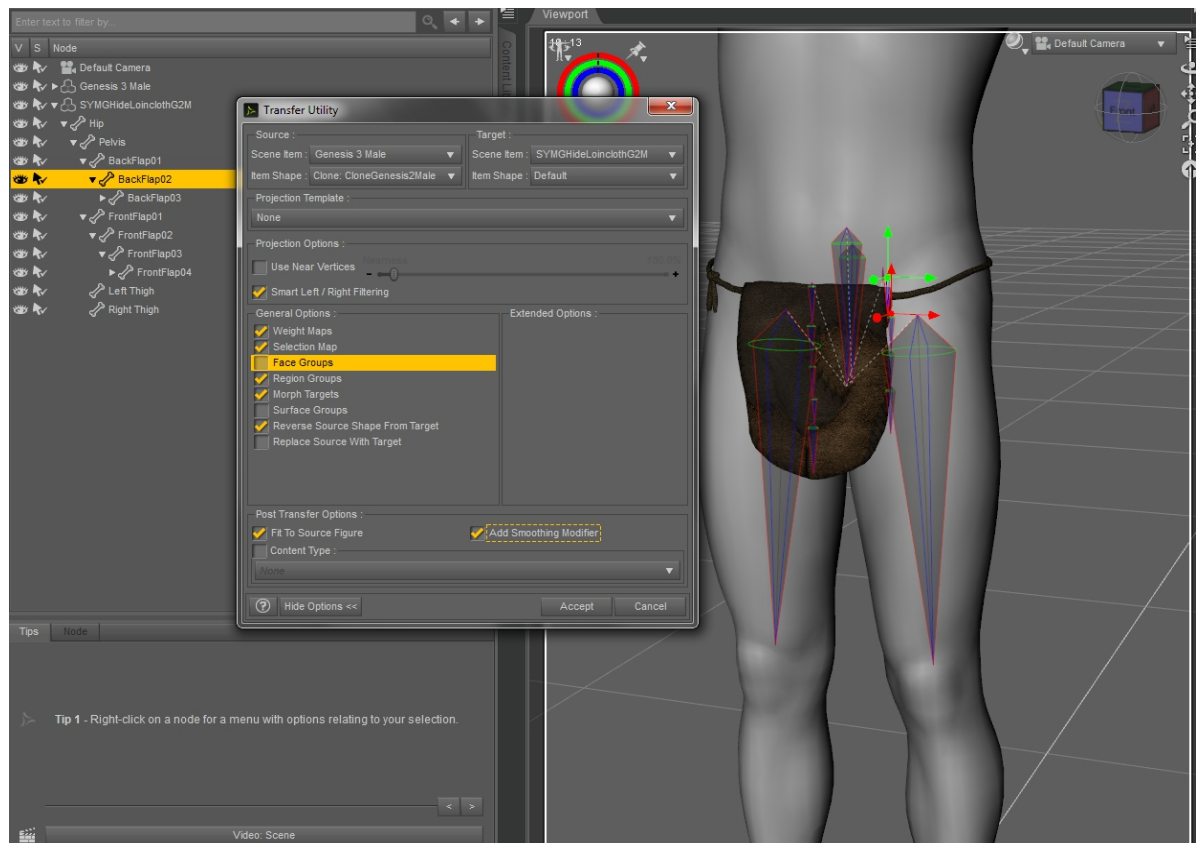 Enter text to filter by...
V S Node
Default Camera
Genesis 3 Male
SYMGHideLoinclothG2M
Hip
Pelvis
BackFlap01
BackFlap02
BackFlap03
FrontFlap01
FrontFlap02
FrontFlap03
FrontFlap04
Left Thigh
Right Thigh
Tips Node
Tip 1 - Right-click on a node for a menu with options relating to your selection.
< >
Video: Scene
Transfer Utility
Source :
Scene Item : Genesis 3 Male
Item Shape : Clone: CloneGenesis2Male
Target :
Scene Item : SYMGHideLoinclothG2M
Item Shape : Default
Projection Template :
None
Projection Options :
Use Near Vertices
100.0%
- +
Smart Left / Right Filtering
General Options :
Weight Maps
Selection Map
Face Groups
Region Groups
Morph Targets
Surface Groups
Reverse Source Shape From Target
Replace Source With Target
Extended Options :
Post Transfer Options :
Fit To Source Figure
Add Smoothing Modifier
Content Type :
None
? Hide Options << Accept Cancel
Viewport
Default Camera
Front